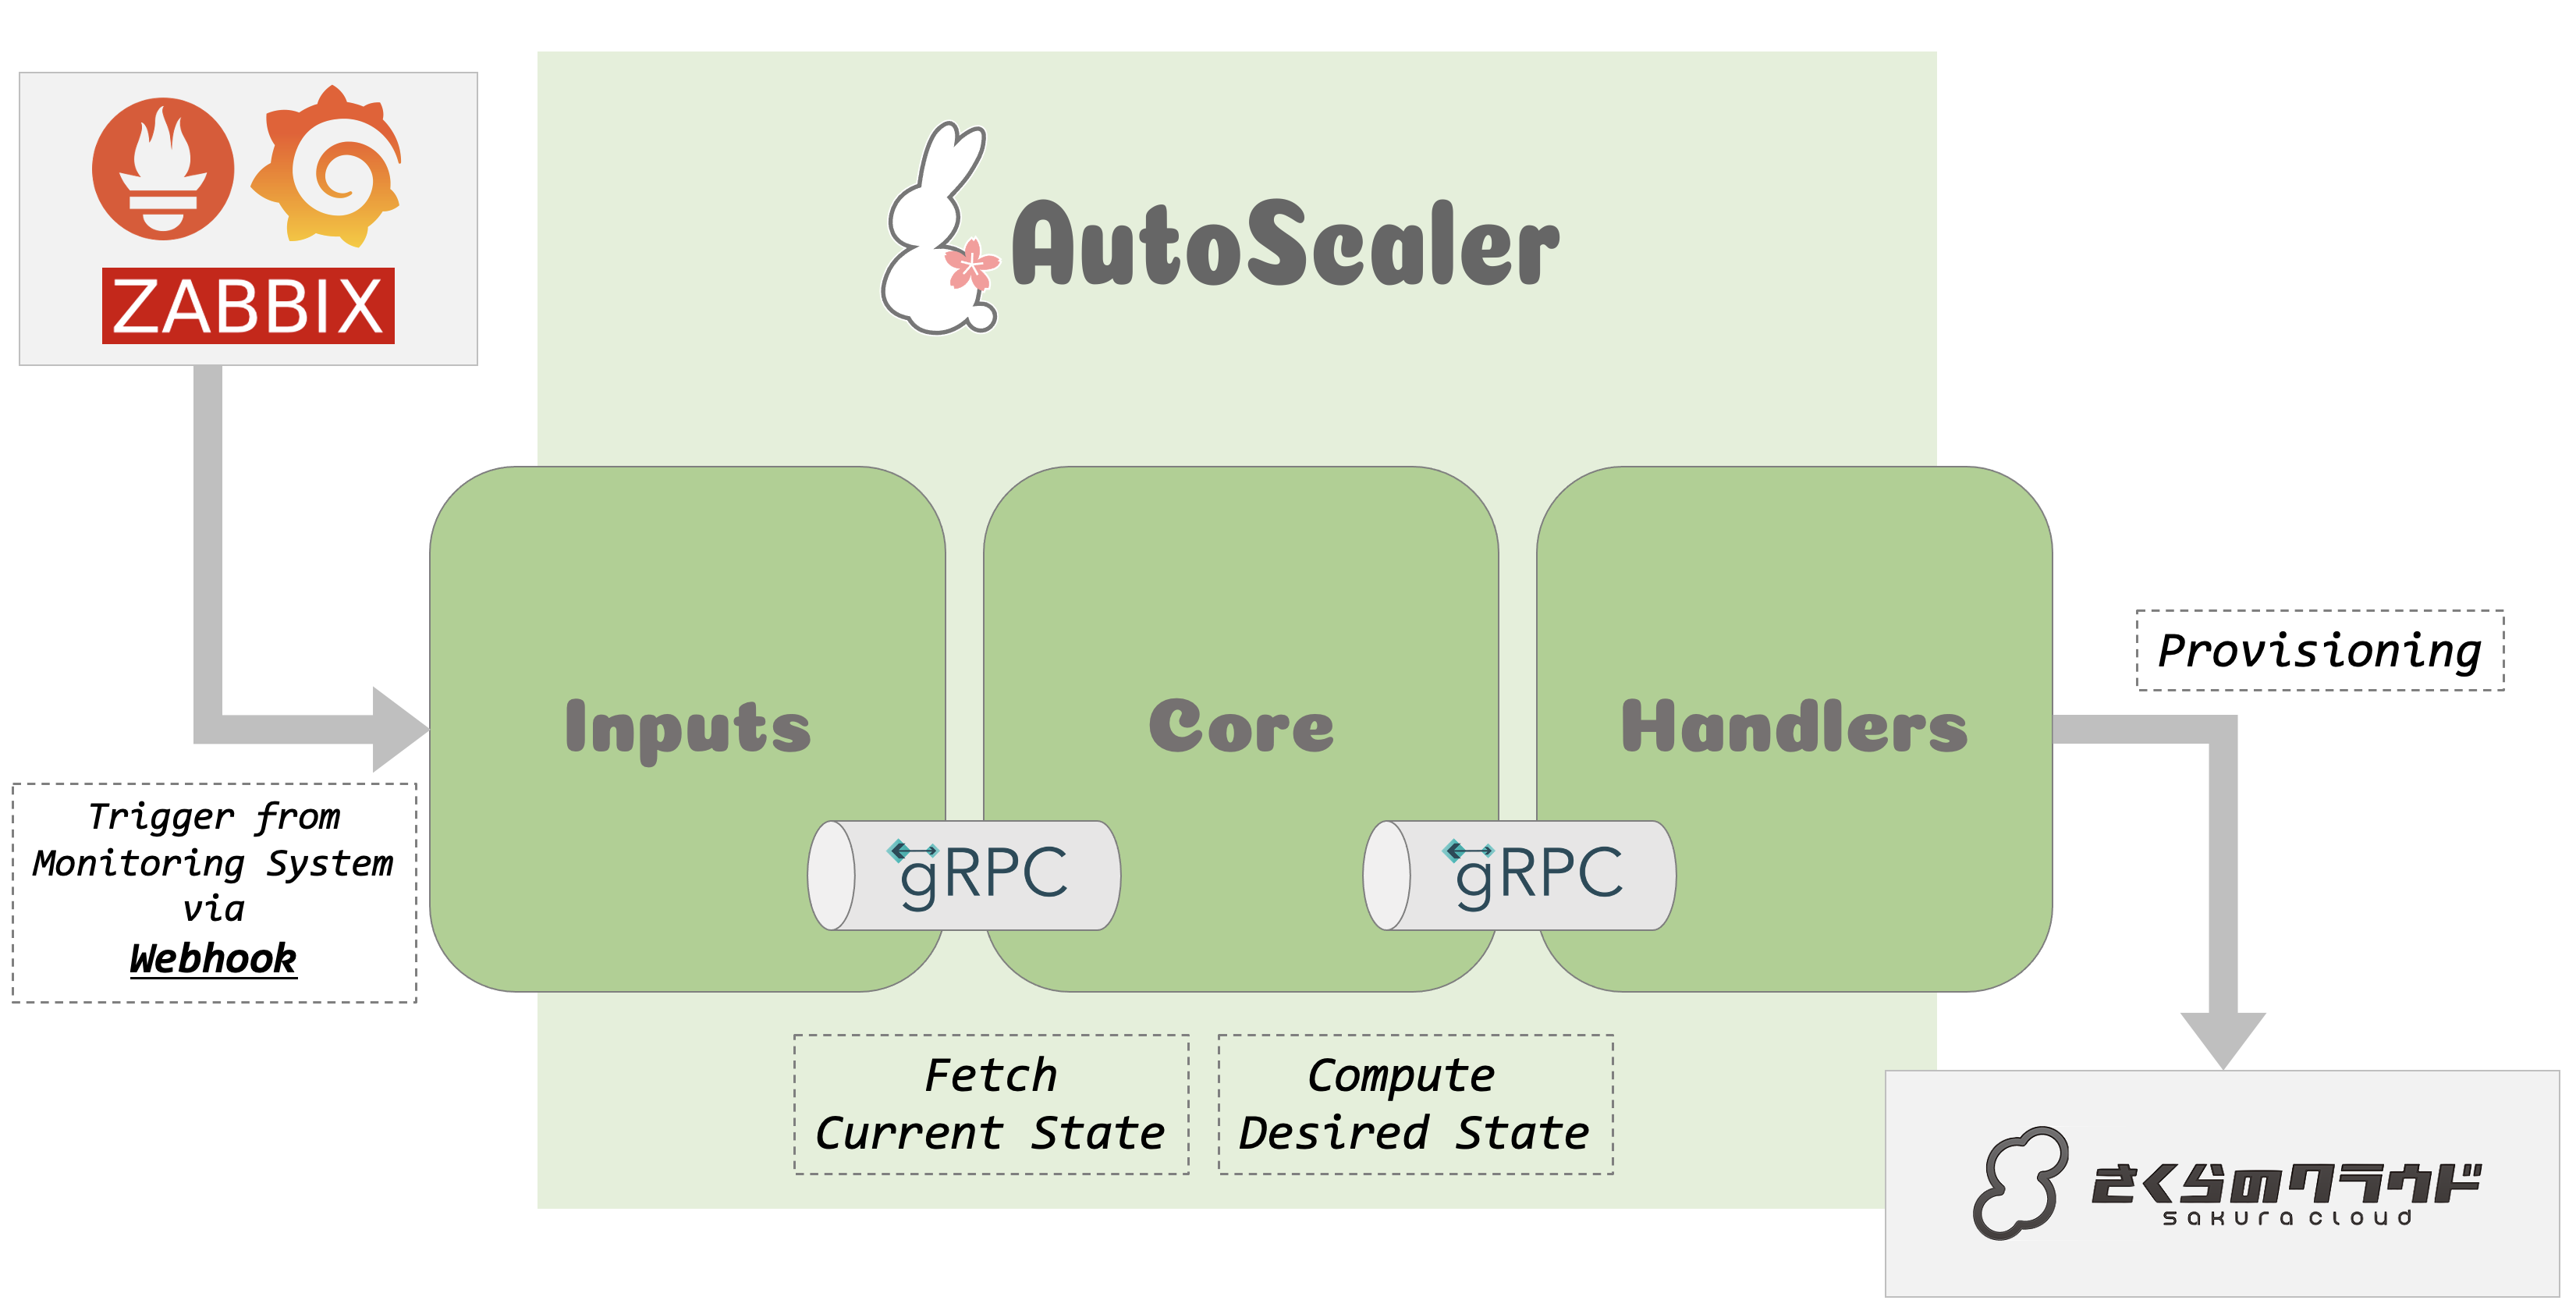 ZABBIX
AutoScaler
Inputs
Core
Handlers
gRPC
gRPC
Trigger from
Monitoring System
via
Webhook
Fetch
Current State
Compute
Desired State
Provisioning
さくらのクラウド
sakura cloud